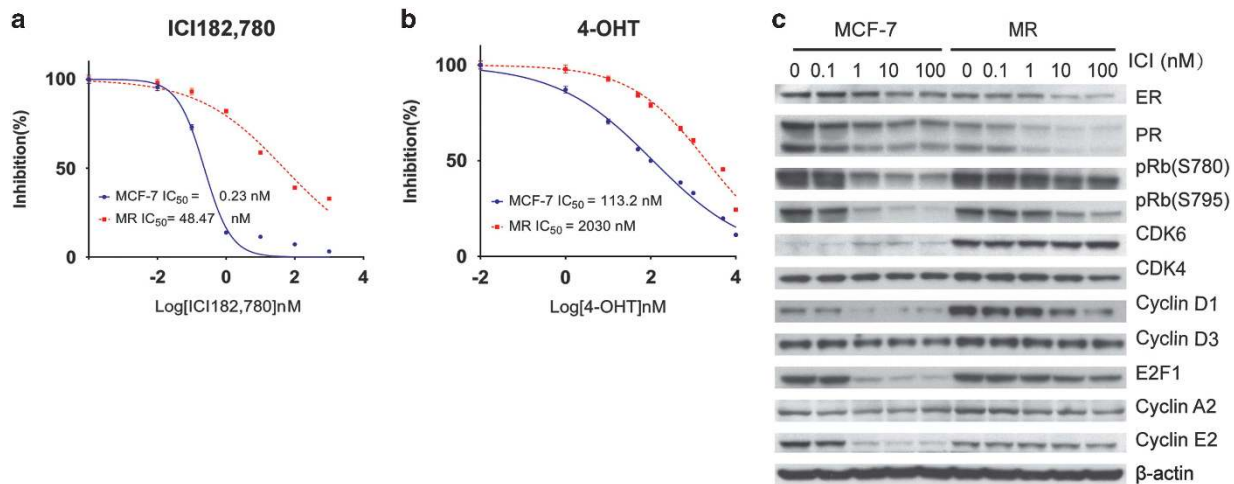 a
ICI182,780
100
50
0
Inhibition(%)
MCF-7 IC50 = 0.23 nM
MR IC50= 48.47 nM
-2 0 2 4
Log[ICI182,780]nM
b
4-OHT
100
50
0
Inhibition(%)
MCF-7 IC50 = 113.2 nM
MR IC50 = 2030 nM
-2 0 2 4
Log[4-OHT]nM
c
MCF-7 MR
0 0.1 1 10 100 0 0.1 1 10 100 ICI (nM)
ER
PR
pRb(S780)
pRb(S795)
CDK6
CDK4
Cyclin D1
Cyclin D3
E2F1
Cyclin A2
Cyclin E2
β-actin